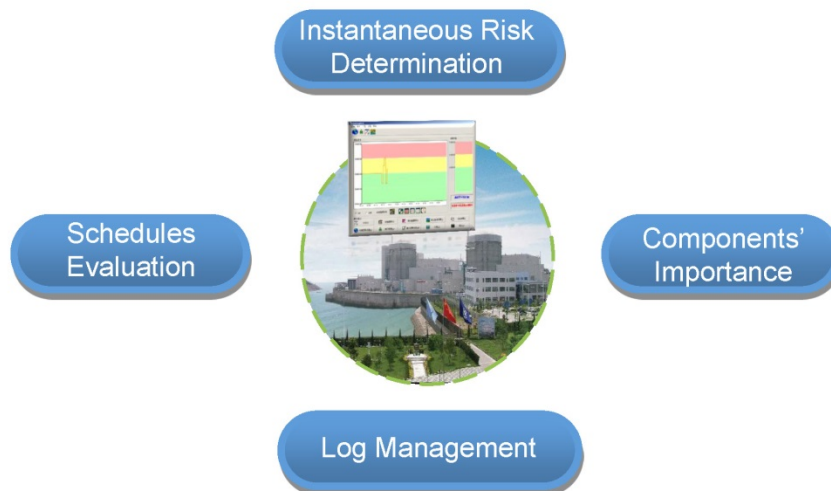 Instantaneous Risk
Determination
Schedules
Evaluation
Components’
Importance
Log Management